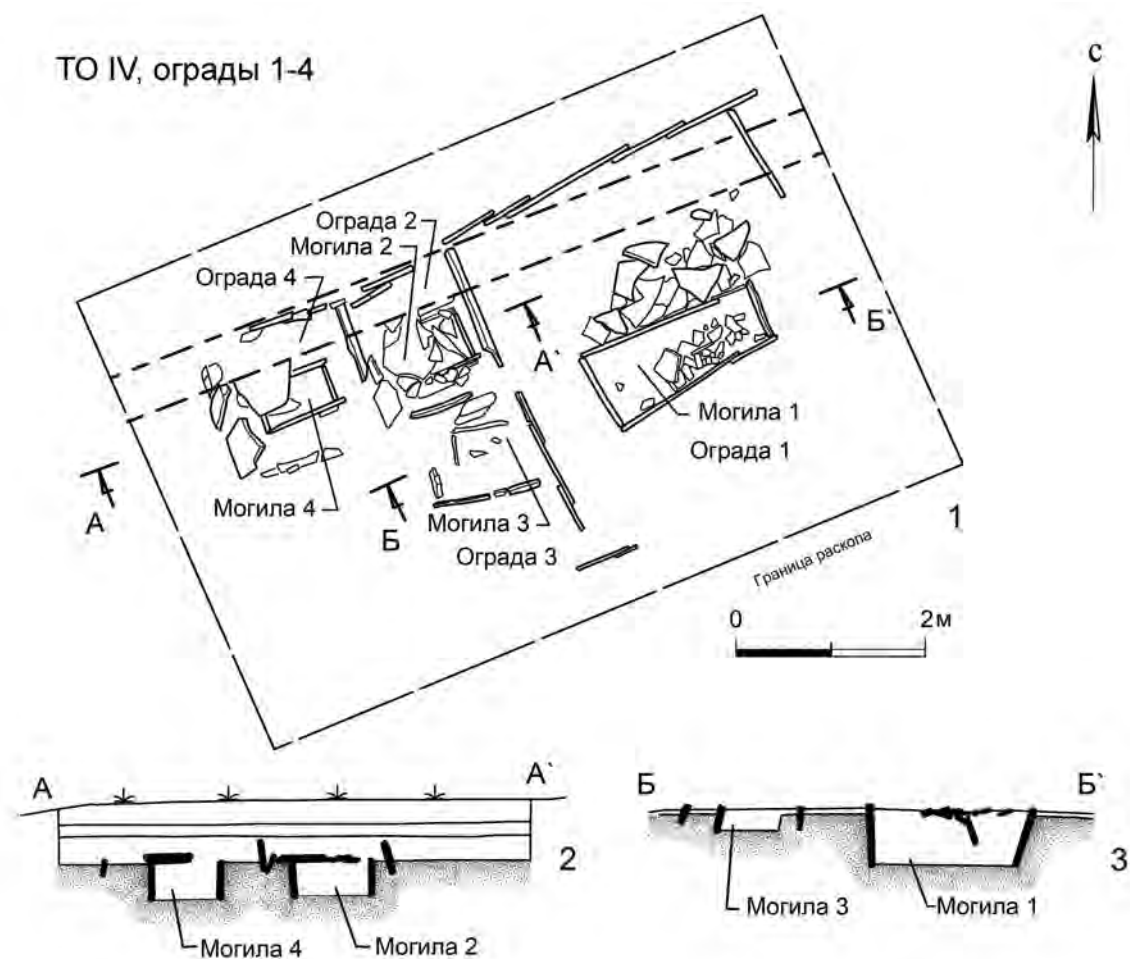 ТО IV, ограды 1-4
С
Ограда 2
Могила 2
Ограда 4
А`
Б`
Могила 1
Ограда 1
А
Могила 4
Б
Могила 3
Ограда 3
1
Граница раскопа
0 2м
А А`
2
Могила 4 Могила 2
Б Б`
3
Могила 3 Могила 1